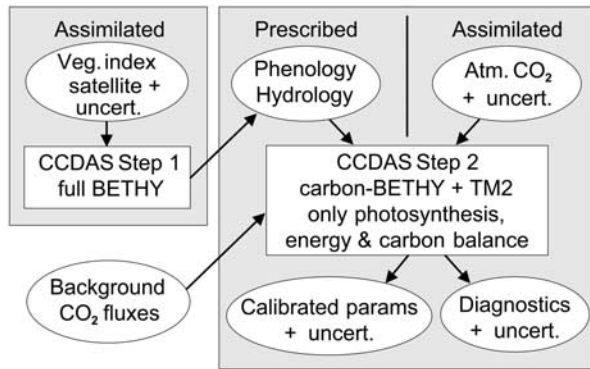 Assimilated
Veg. index
satellite +
uncert.
CCDAS Step 1
full BETHY
Background
CO₂ fluxes
Prescribed
Assimilated
Phenology
Hydrology
Atm. CO₂
+ uncert.
CCDAS Step 2
carbon-BETHY + TM2
only photosynthesis,
energy & carbon balance
Calibrated params
+ uncert.
Diagnostics
+ uncert.